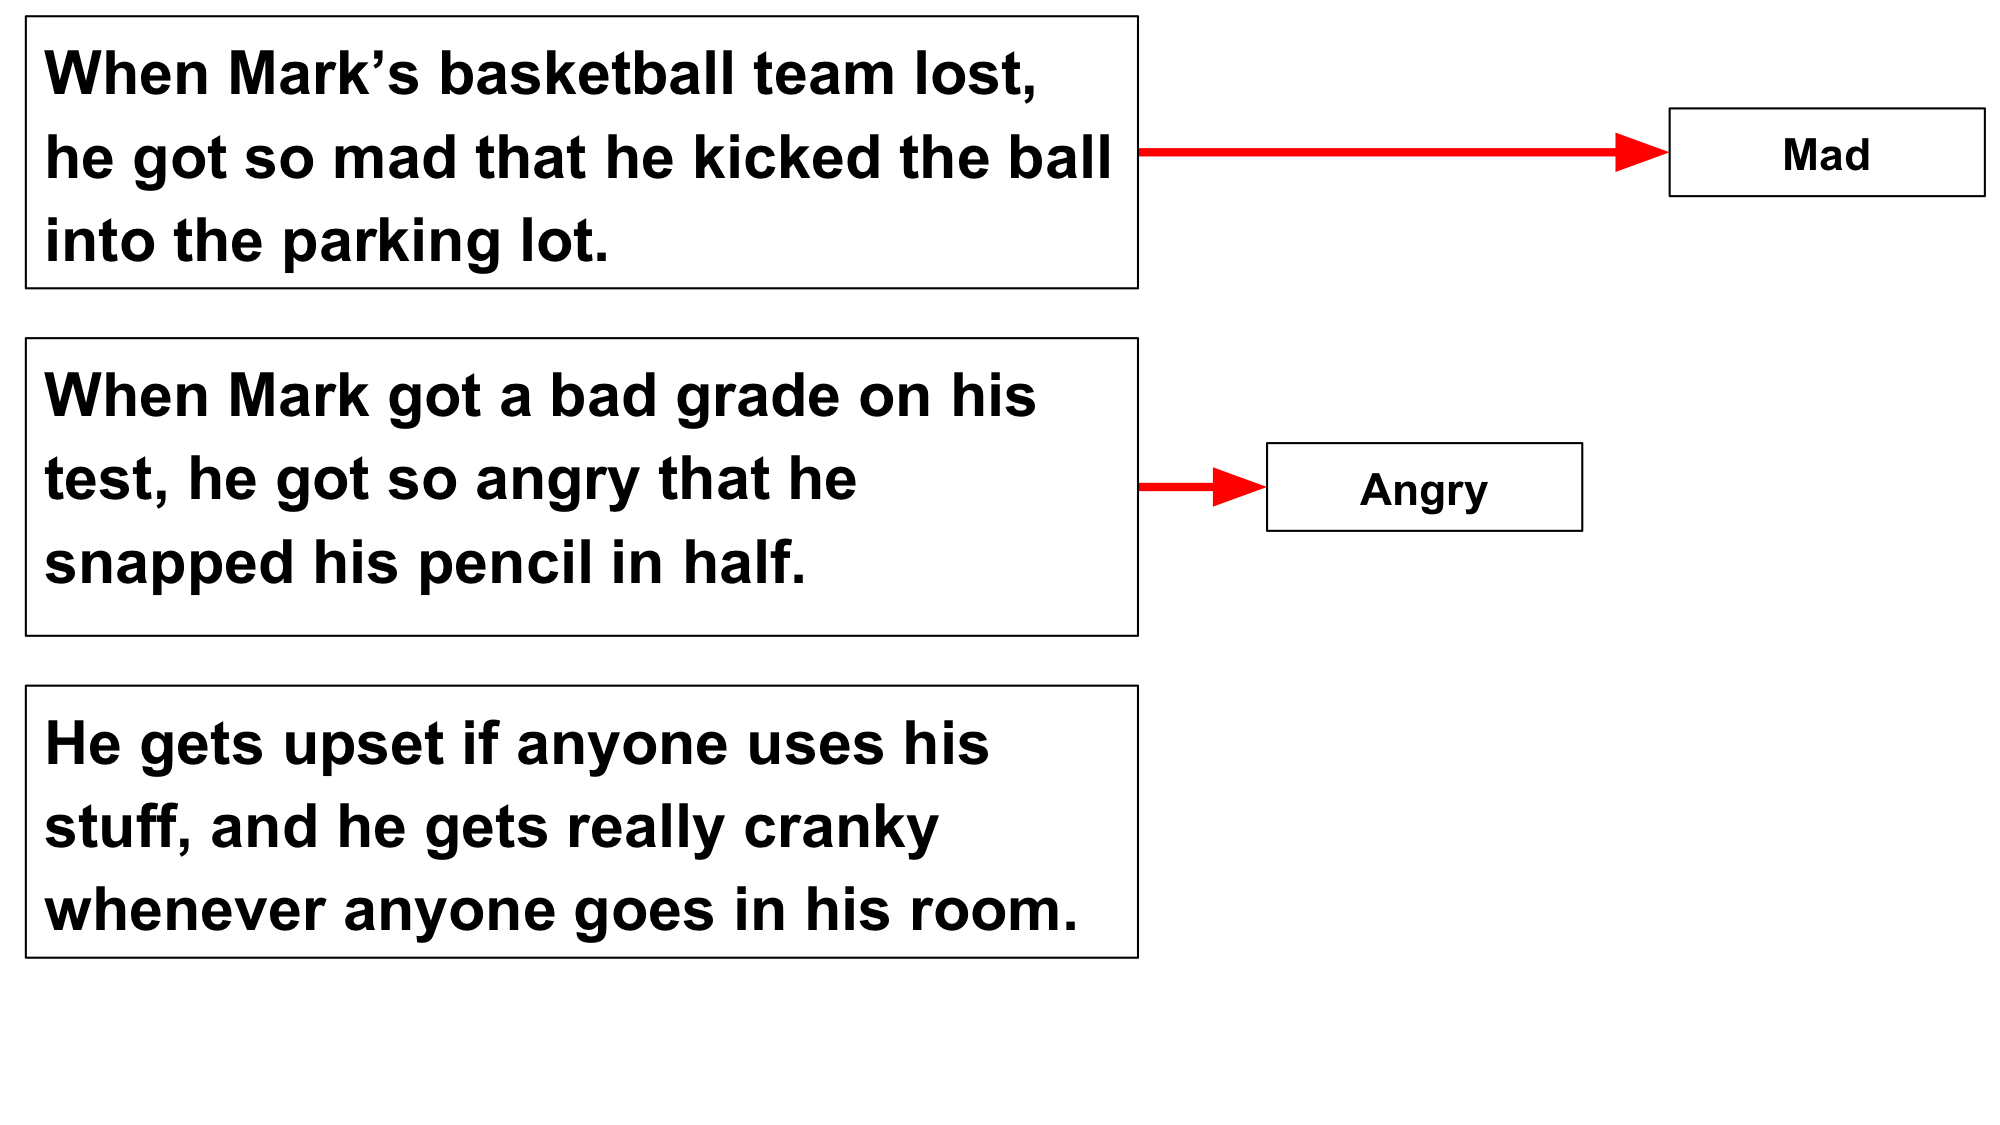 When Mark’s basketball team lost,
he got so mad that he kicked the ball
into the parking lot.
Mad
When Mark got a bad grade on his
test, he got so angry that he
snapped his pencil in half.
Angry
He gets upset if anyone uses his
stuff, and he gets really cranky
whenever anyone goes in his room.